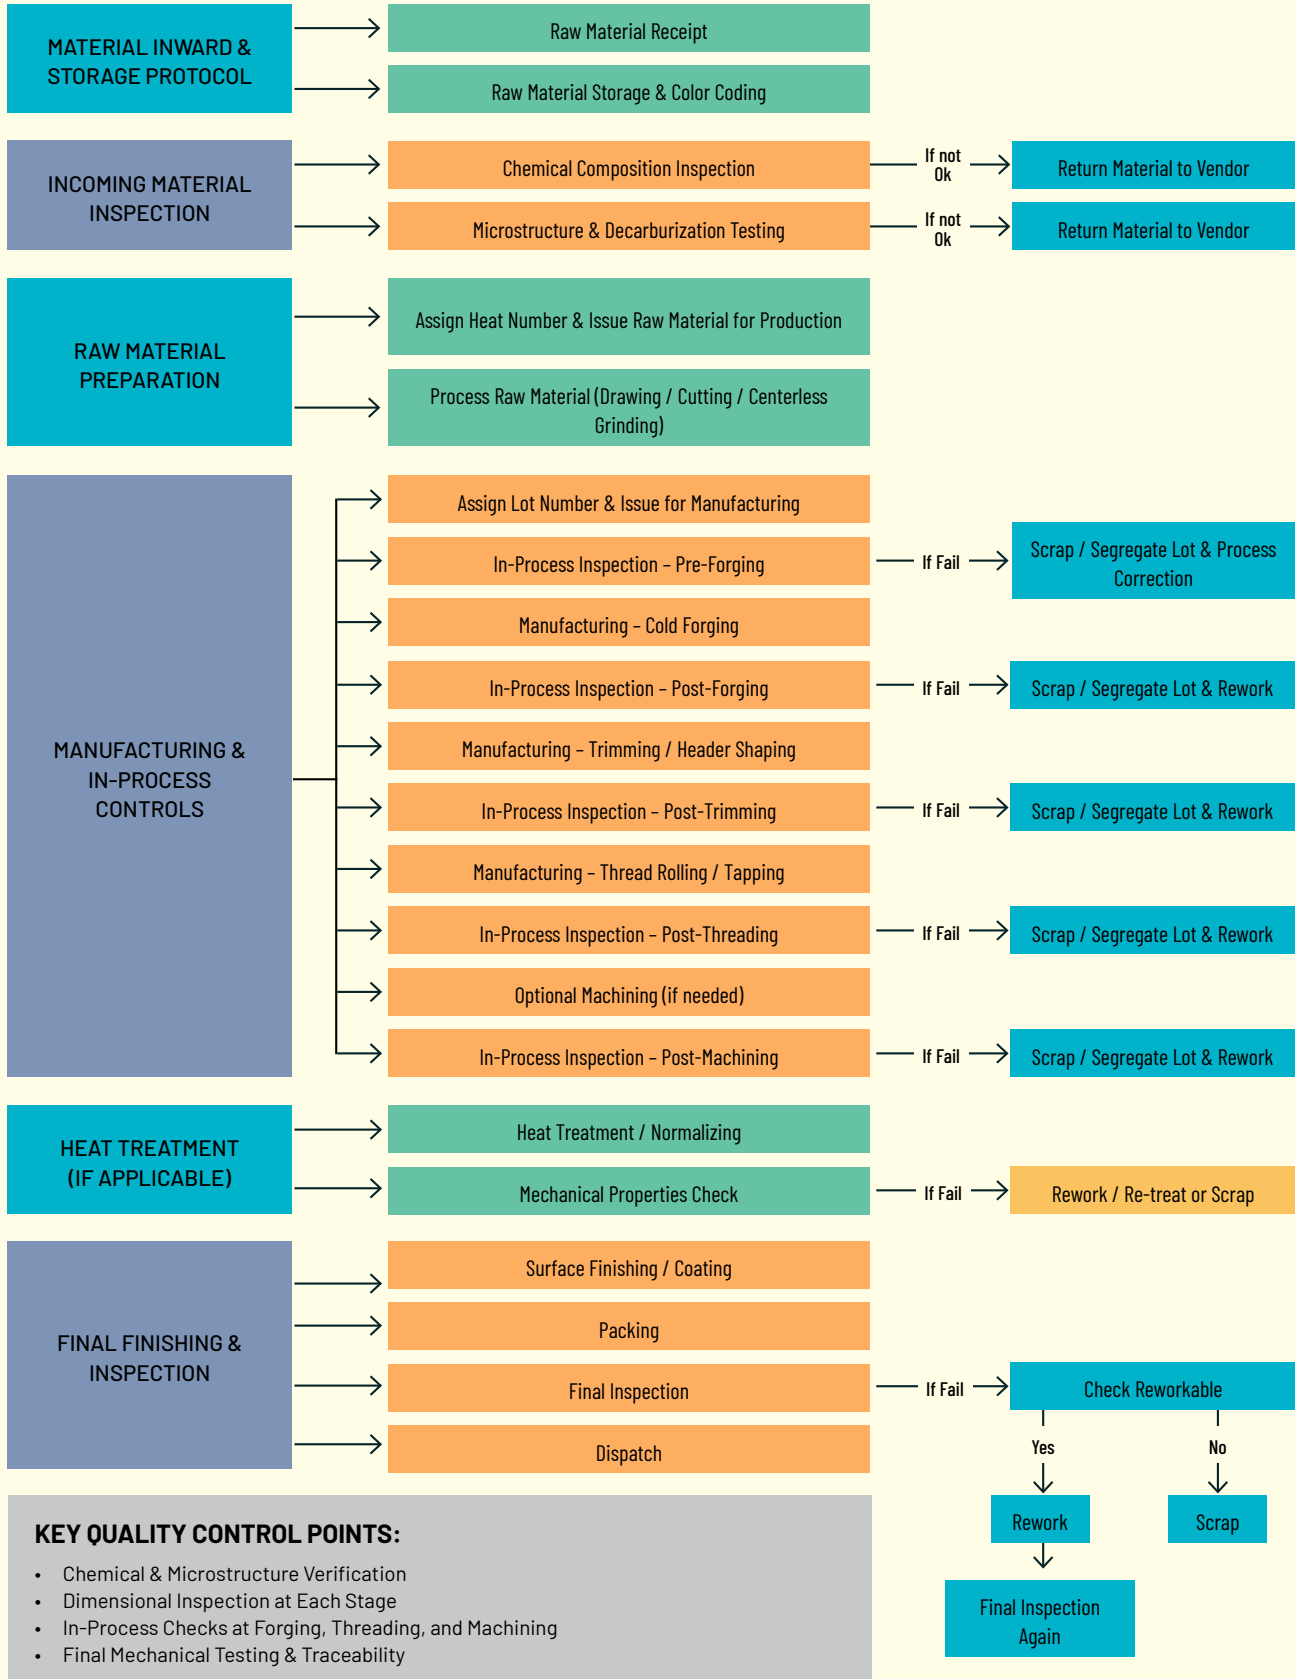 MATERIAL INWARD &
STORAGE PROTOCOL
Raw Material Receipt
Raw Material Storage & Color Coding
INCOMING MATERIAL
INSPECTION
Chemical Composition Inspection
If not
Ok
Return Material to Vendor
Microstructure & Decarburization Testing
If not
Ok
Return Material to Vendor
RAW MATERIAL
PREPARATION
Assign Heat Number & Issue Raw Material for Production
Process Raw Material (Drawing / Cutting / Centerless
Grinding)
MANUFACTURING &
IN-PROCESS
CONTROLS
Assign Lot Number & Issue for Manufacturing
In-Process Inspection – Pre-Forging
If Fail
Scrap / Segregate Lot & Process
Correction
Manufacturing – Cold Forging
In-Process Inspection – Post-Forging
If Fail
Scrap / Segregate Lot & Rework
Manufacturing – Trimming / Header Shaping
In-Process Inspection – Post-Trimming
If Fail
Scrap / Segregate Lot & Rework
Manufacturing – Thread Rolling / Tapping
In-Process Inspection – Post-Threading
If Fail
Scrap / Segregate Lot & Rework
Optional Machining (if needed)
In-Process Inspection – Post-Machining
If Fail
Scrap / Segregate Lot & Rework
HEAT TREATMENT
(IF APPLICABLE)
Heat Treatment / Normalizing
Mechanical Properties Check
If Fail
Rework / Re-treat or Scrap
FINAL FINISHING &
INSPECTION
Surface Finishing / Coating
Packing
Final Inspection
If Fail
Check Reworkable
Dispatch
Yes
No
Rework
Scrap
Final Inspection
Again
KEY QUALITY CONTROL POINTS:
• Chemical & Microstructure Verification
• Dimensional Inspection at Each Stage
• In-Process Checks at Forging, Threading, and Machining
• Final Mechanical Testing & Traceability